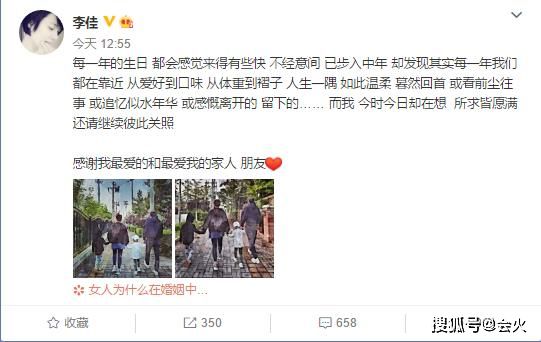 李佳
今天 12:55
每一年的生日 都会感觉来得有些快 不经意间 已步入中年 却发现其实每一年我们
都在靠近 从爱好到口味 从体重到褶子 人生一隅 如此温柔 蓦然回首 或看前尘往
事 或追忆似水年华 或感慨离开的 留下的…… 而我 今时今日却在想 所求皆愿满
还请继续彼此关照
感谢我最爱的和最爱我的家人 朋友
女人为什么在婚姻中...
收藏 350 658
搜狐号@会火